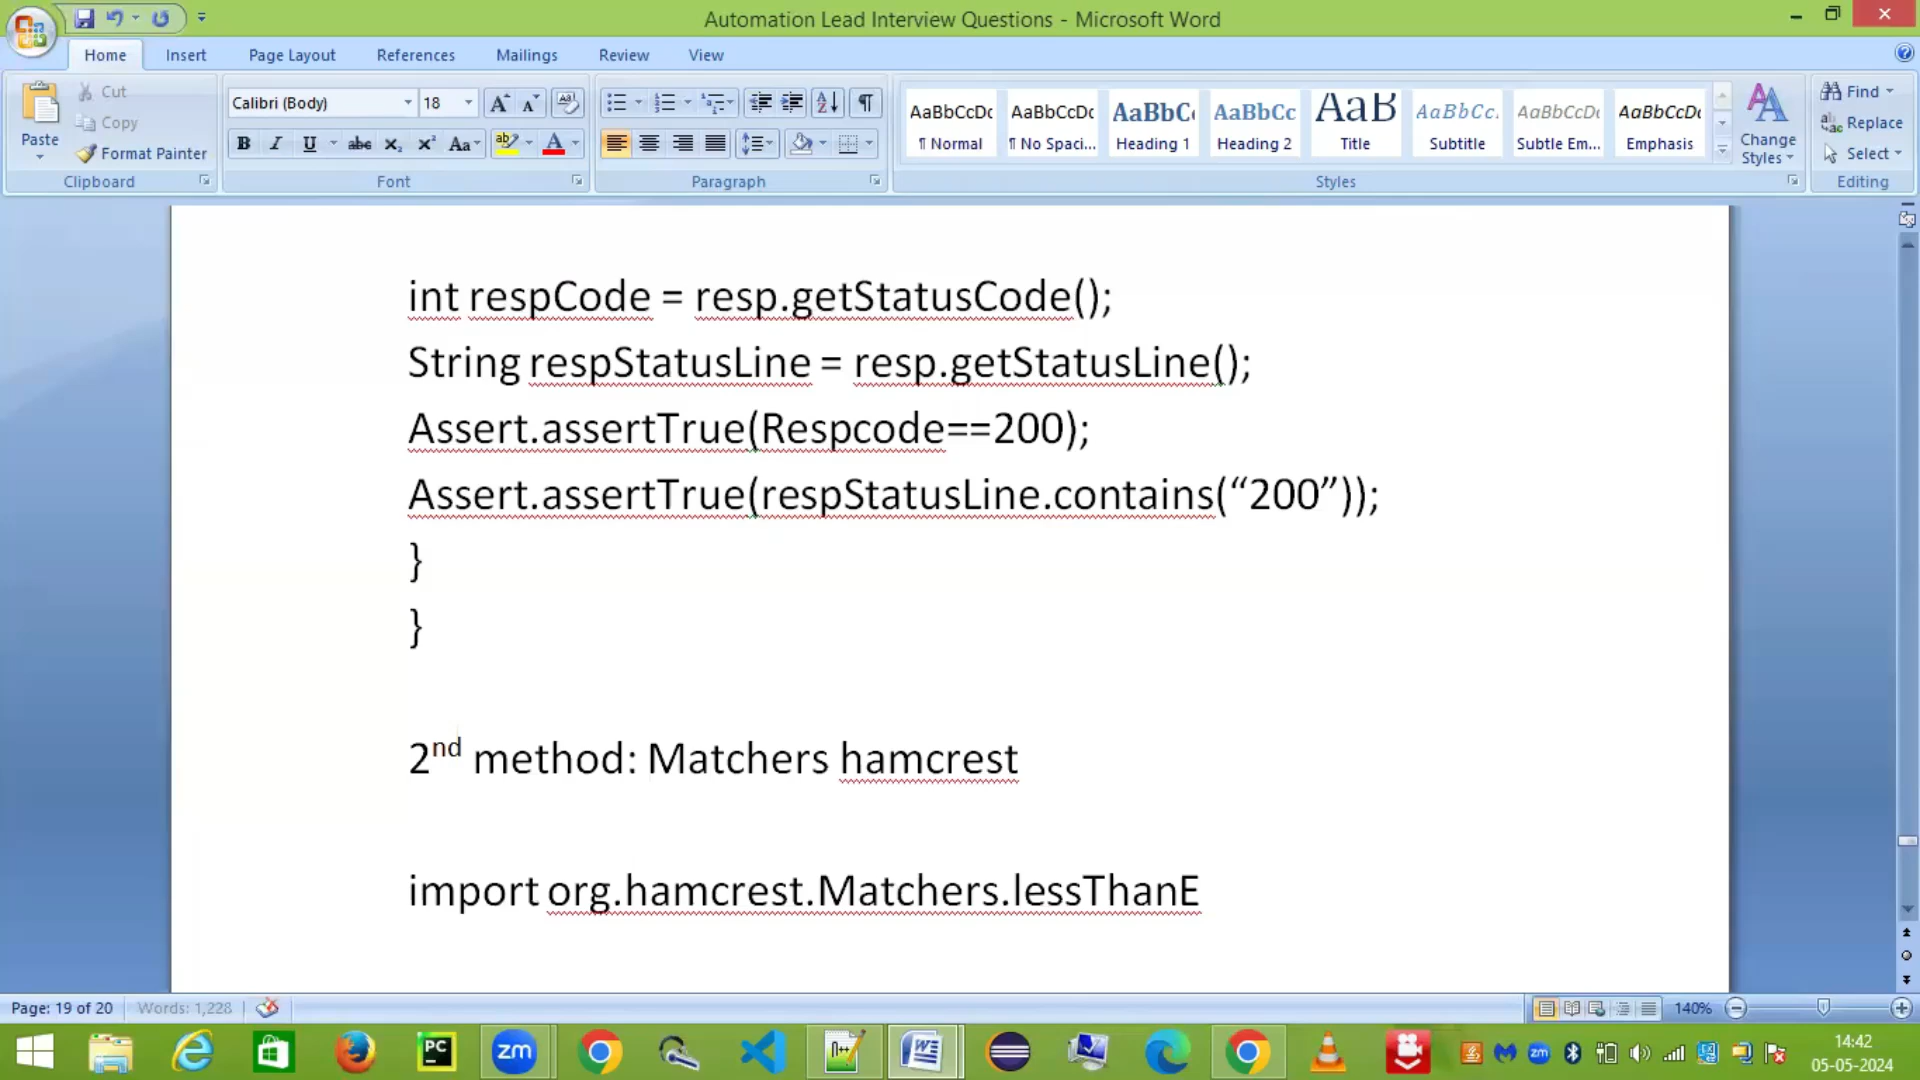 Automation Lead Interview Questions - Microsoft Word
Home Insert Page Layout References Mailings Review View
Paste
Cut
Copy
Format Painter
Clipboard
Calibri (Body) 18
Font
Paragraph
AaBbCcDc AaBbCcDc AaBbC AaBbCc AaB AaBbCc. AaBbCcDc AaBbCcDc
¶ Normal ¶ No Spaci... Heading 1 Heading 2 Title Subtitle Subtle Em... Emphasis
Styles
Change Styles
Find
Replace
Select
Editing
int respCode = resp.getStatusCode();
String respStatusLine = resp.getStatusLine();
Assert.assertTrue(Respcode==200);
Assert.assertTrue(respStatusLine.contains(“200”));
}
}
2nd method: Matchers hamcrest
import org.hamcrest.Matchers.lessThanE
Page: 19 of 20 Words: 1,228 140%
14:42
05-05-2024